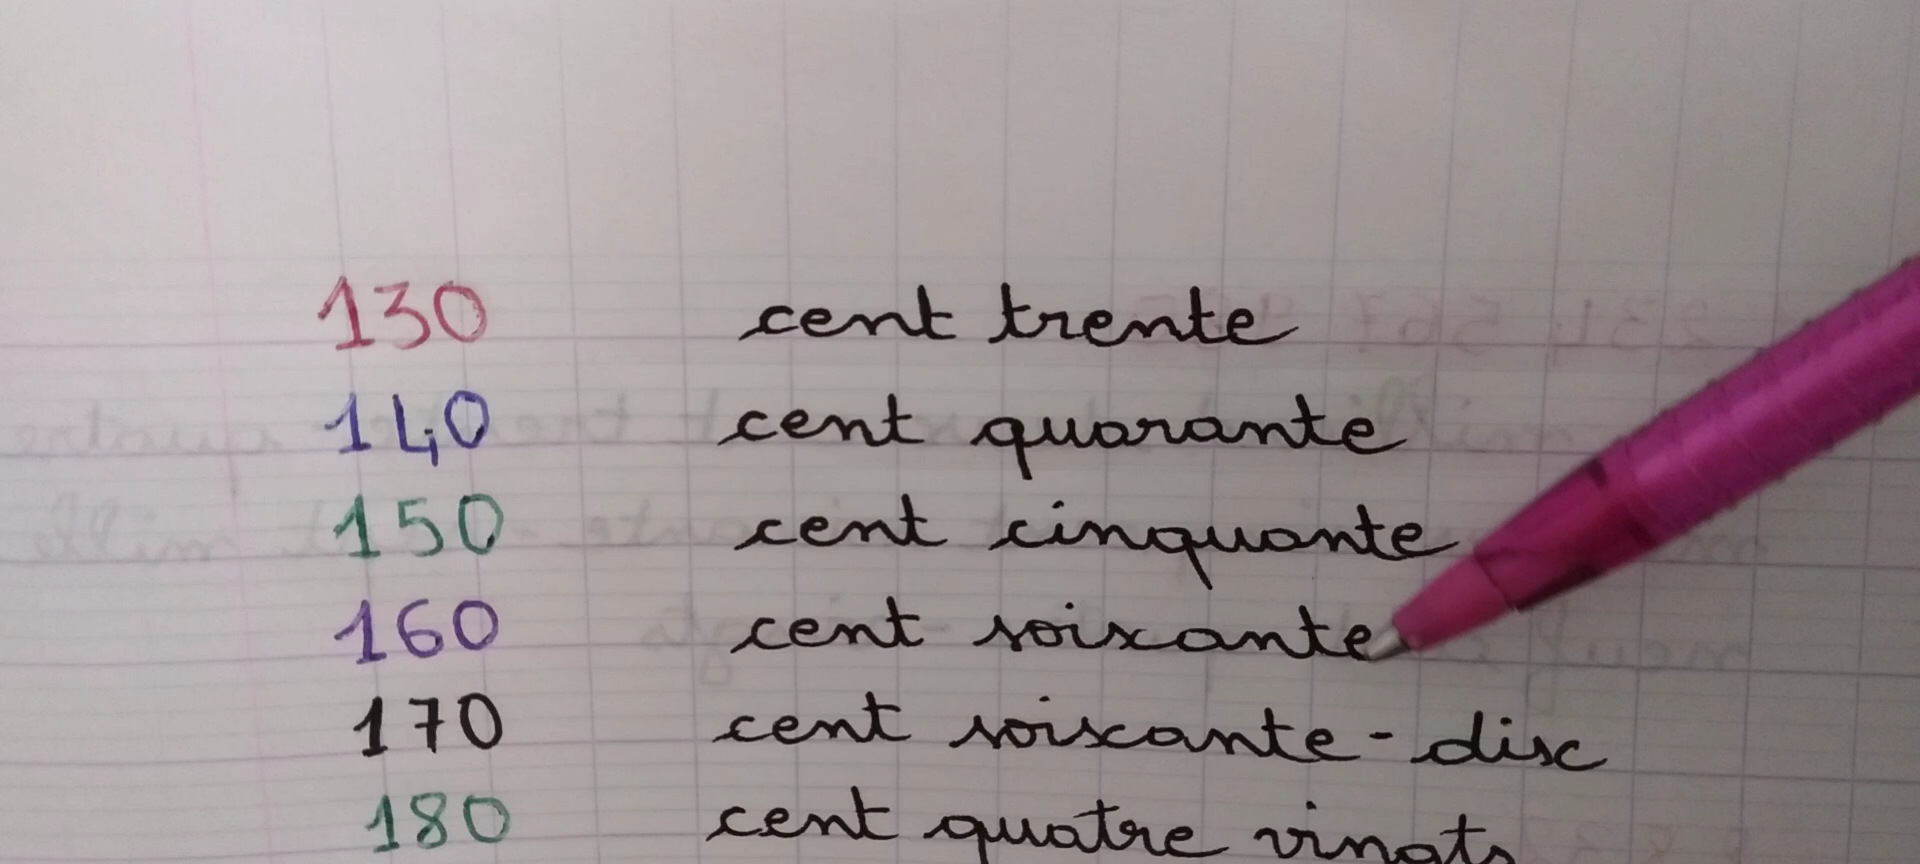 130 cent trente
140 cent quarante
150 cent cinquante
160 cent soixante
170 cent soixante-dix
180 cent quatre vingts